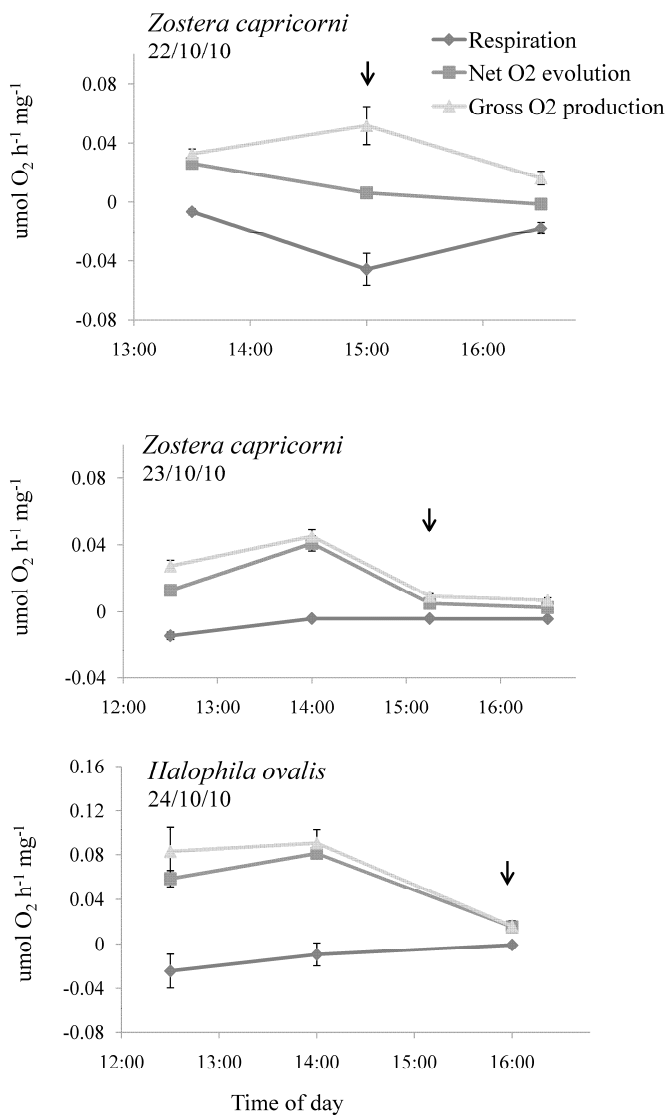 Zostera capricorni
22/10/10
Respiration
Net O2 evolution
Gross O2 production
umol O2 h-1 mg-1
0.08
0.04
0
-0.04
-0.08
13:00 14:00 15:00 16:00
Zostera capricorni
23/10/10
umol O2 h-1 mg-1
0.08
0.04
0
-0.04
12:00 13:00 14:00 15:00 16:00
Halophila ovalis
24/10/10
umol O2 h-1 mg-1
0.16
0.12
0.08
0.04
0
-0.04
-0.08
12:00 13:00 14:00 15:00 16:00
Time of day